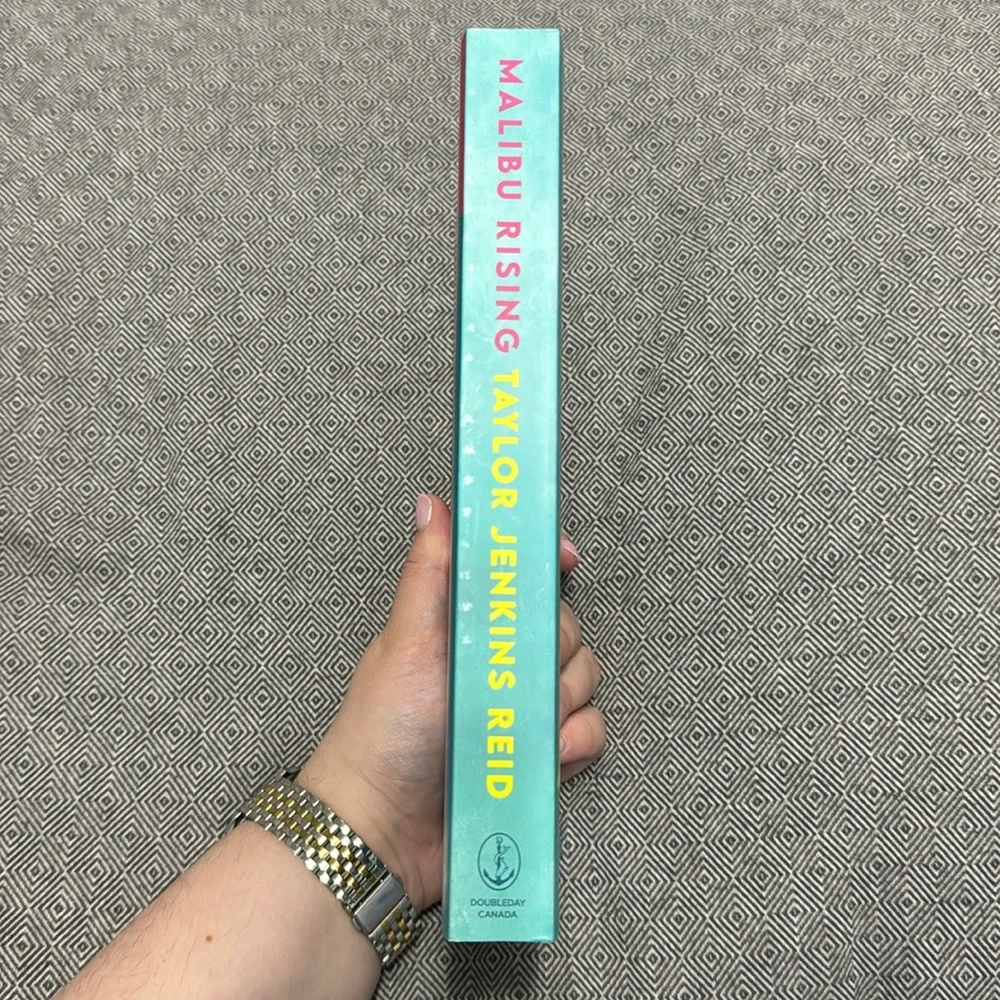 MALIBU RISING
TAYLOR JENKINS REID
DOUBLEDAY
CANADA